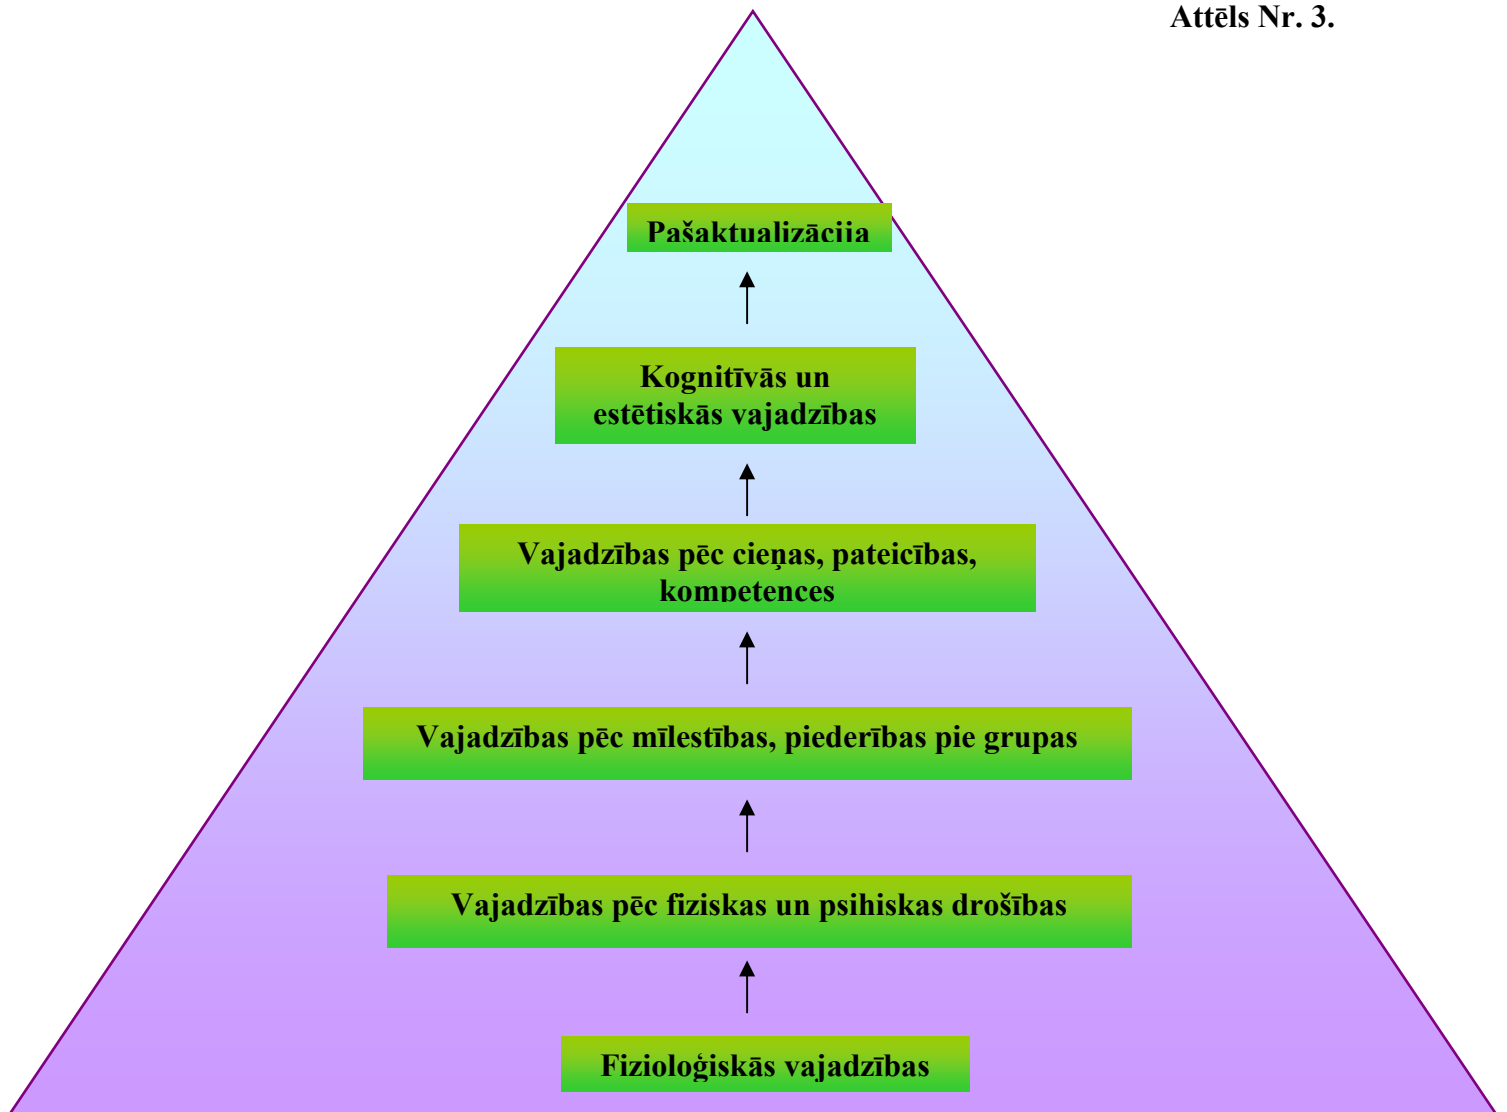 Attēls Nr. 3.
Pašaktualizācija
Kognitīvās un
estētiskās vajadzības
Vajadzības pēc cieņas, pateicības,
kompetences
Vajadzības pēc mīlestības, piederības pie grupas
Vajadzības pēc fiziskas un psihiskas drošības
Fizioloģiskās vajadzības